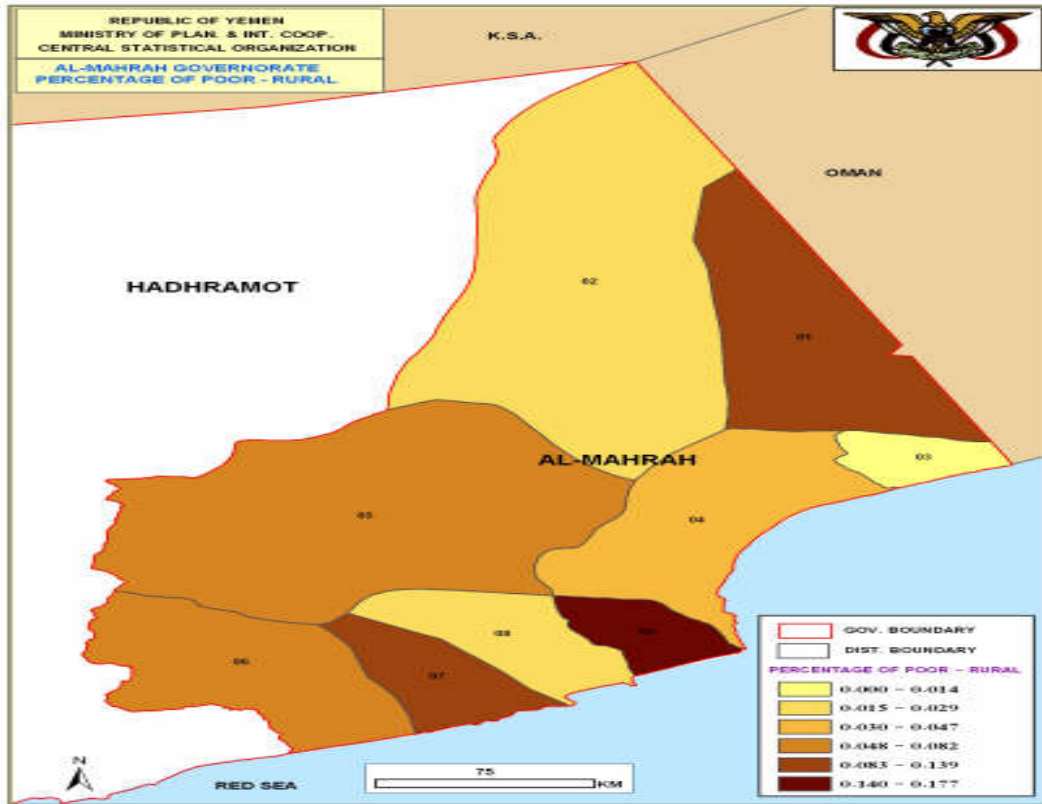 REPUBLIC OF YEMEN
MINISTRY OF PLAN. & INT. COOP.
CENTRAL STATISTICAL ORGANIZATION
AL-MAHRAH GOVERNORATE
PERCENTAGE OF POOR - RURAL
K.S.A.
OMAN
HADHRAMOT
02
01
AL-MAHRAH
03
04
06
07
08
N
RED SEA
75
KM
GOV. BOUNDARY
DIST. BOUNDARY
PERCENTAGE OF POOR - RURAL
0.000 - 0.014
0.015 - 0.029
0.030 - 0.047
0.048 - 0.082
0.083 - 0.139
0.140 - 0.177